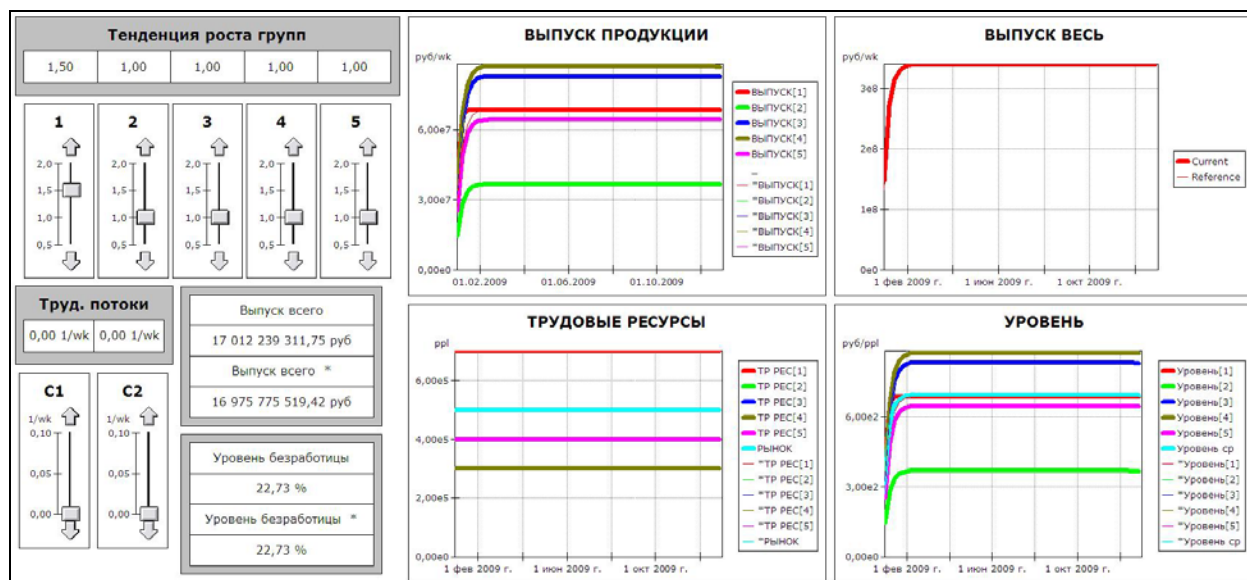 Тенденция роста групп
1,50 1,00 1,00 1,00 1,00
1 2 3 4 5
2,0 2,0 2,0 2,0 2,0
1,5 1,5 1,5 1,5 1,5
1,0 1,0 1,0 1,0 1,0
0,5 0,5 0,5 0,5 0,5
Труд. потоки
0,00 1/wk 0,00 1/wk
C1 C2
1/wk 1/wk
0,10 0,10
0,05 0,05
0,00 0,00
Выпуск всего
17 012 239 311,75 руб
Выпуск всего *
16 975 775 519,42 руб
Уровень безработицы
22,73 %
Уровень безработицы *
22,73 %
ВЫПУСК ПРОДУКЦИИ
руб/wk
6,00e7
3,00e7
0,00e0
01.02.2009 01.06.2009 01.10.2009
ВЫПУСК[1]
ВЫПУСК[2]
ВЫПУСК[3]
ВЫПУСК[4]
ВЫПУСК[5]
_
"ВЫПУСК[1]
"ВЫПУСК[2]
"ВЫПУСК[3]
"ВЫПУСК[4]
"ВЫПУСК[5]
ВЫПУСК ВЕСЬ
руб/wk
3e8
2e8
1e8
0e0
1 фев 2009 г. 1 июн 2009 г. 1 окт 2009 г.
Current
Reference
ТРУДОВЫЕ РЕСУРСЫ
ppl
6,00e5
4,00e5
2,00e5
0,00e0
1 фев 2009 г. 1 июн 2009 г. 1 окт 2009 г.
ТР РЕС[1]
ТР РЕС[2]
ТР РЕС[3]
ТР РЕС[4]
ТР РЕС[5]
РЫНОК
"ТР РЕС[1]
"ТР РЕС[2]
"ТР РЕС[3]
"ТР РЕС[4]
"ТР РЕС[5]
"РЫНОК
УРОВЕНЬ
руб/ppl
6,00e2
3,00e2
0,00e0
1 фев 2009 г. 1 июн 2009 г. 1 окт 2009 г.
Уровень[1]
Уровень[2]
Уровень[3]
Уровень[4]
Уровень[5]
Уровень ср
"Уровень[1]
"Уровень[2]
"Уровень[3]
"Уровень[4]
"Уровень[5]
"Уровень ср